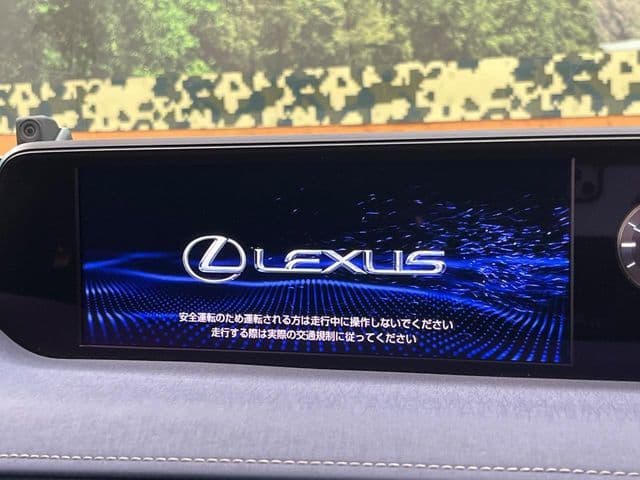 LEXUS
安全運転のため運転される方は走行中に操作しないでください
走行する際は実際の交通規制に従ってください